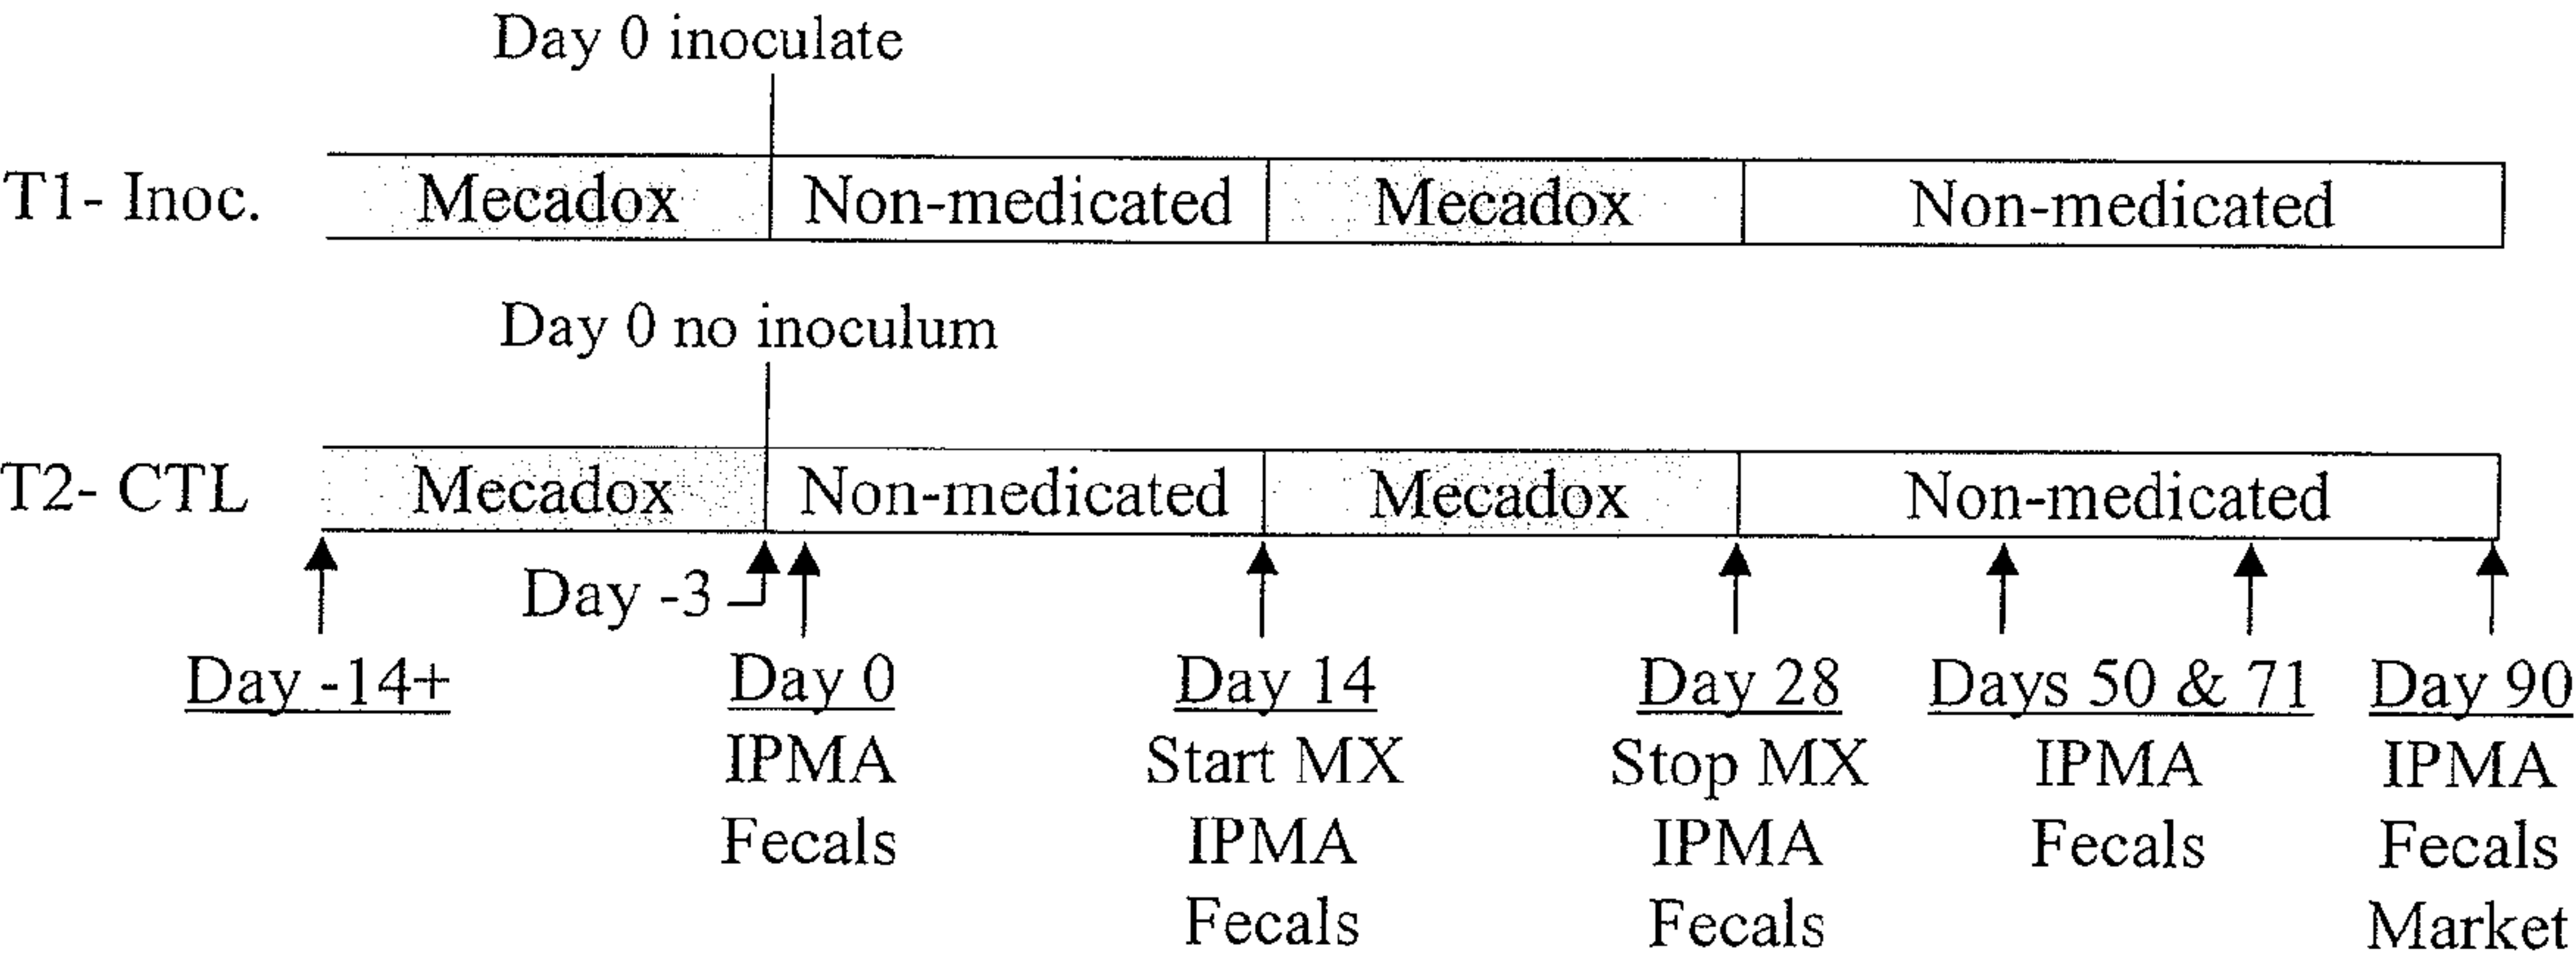 Day 0 inoculate
T1- Inoc. Mecadox Non-medicated Mecadox Non-medicated
Day 0 no inoculum
T2- CTL Mecadox Non-medicated Mecadox Non-medicated
Day -3
Day -14+ Day 0 Day 14 Day 28 Days 50 & 71 Day 90
IPMA Start MX Stop MX IPMA IPMA
Fecals IPMA IPMA Fecals Fecals
Fecals Fecals Market